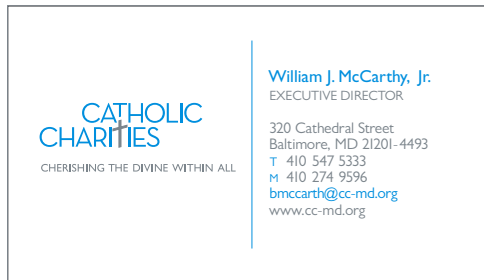 CATHOLIC
CHARITIES
CHERISHING THE DIVINE WITHIN ALL
William J. McCarthy, Jr.
EXECUTIVE DIRECTOR
320 Cathedral Street
Baltimore, MD 21201-4493
T 410 547 5333
M 410 274 9596
bmccarth@cc-md.org
www.cc-md.org